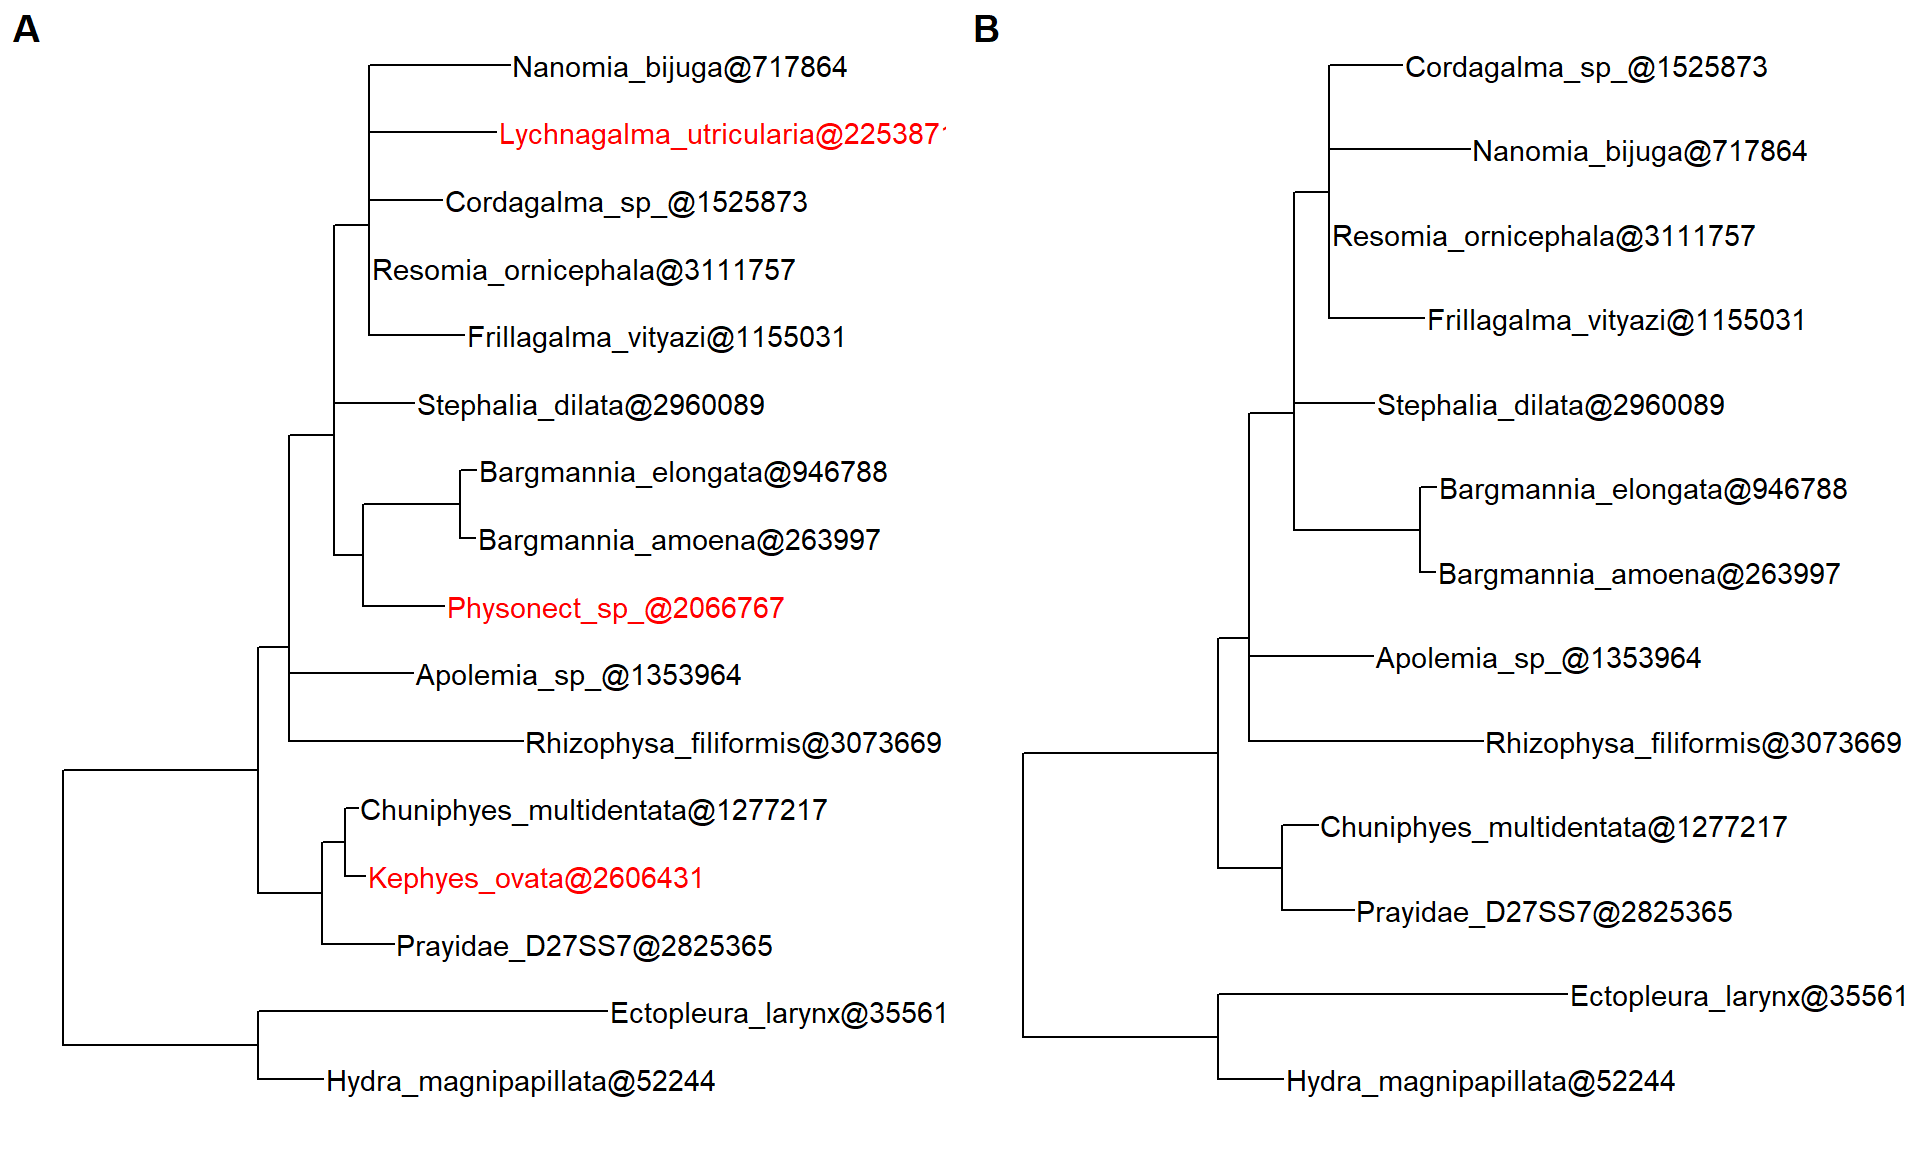 A
Nanomia_bijuga@717864
Lychnagalma_utricularia@2253871
Cordagalma_sp_@1525873
Resomia_ornicephala@3111757
Frillagalma_vityazi@1155031
Stephalia_dilata@2960089
Bargmannia_elongata@946788
Bargmannia_amoena@263997
Physonect_sp_@2066767
Apolemia_sp_@1353964
Rhizophysa_filiformis@3073669
Chuniphyes_multidentata@1277217
Kephyes_ovata@2606431
Prayidae_D27SS7@2825365
Ectopleura_larynx@35561
Hydra_magnipapillata@52244
B
Cordagalma_sp_@1525873
Nanomia_bijuga@717864
Resomia_ornicephala@3111757
Frillagalma_vityazi@1155031
Stephalia_dilata@2960089
Bargmannia_elongata@946788
Bargmannia_amoena@263997
Apolemia_sp_@1353964
Rhizophysa_filiformis@3073669
Chuniphyes_multidentata@1277217
Prayidae_D27SS7@2825365
Ectopleura_larynx@35561
Hydra_magnipapillata@52244